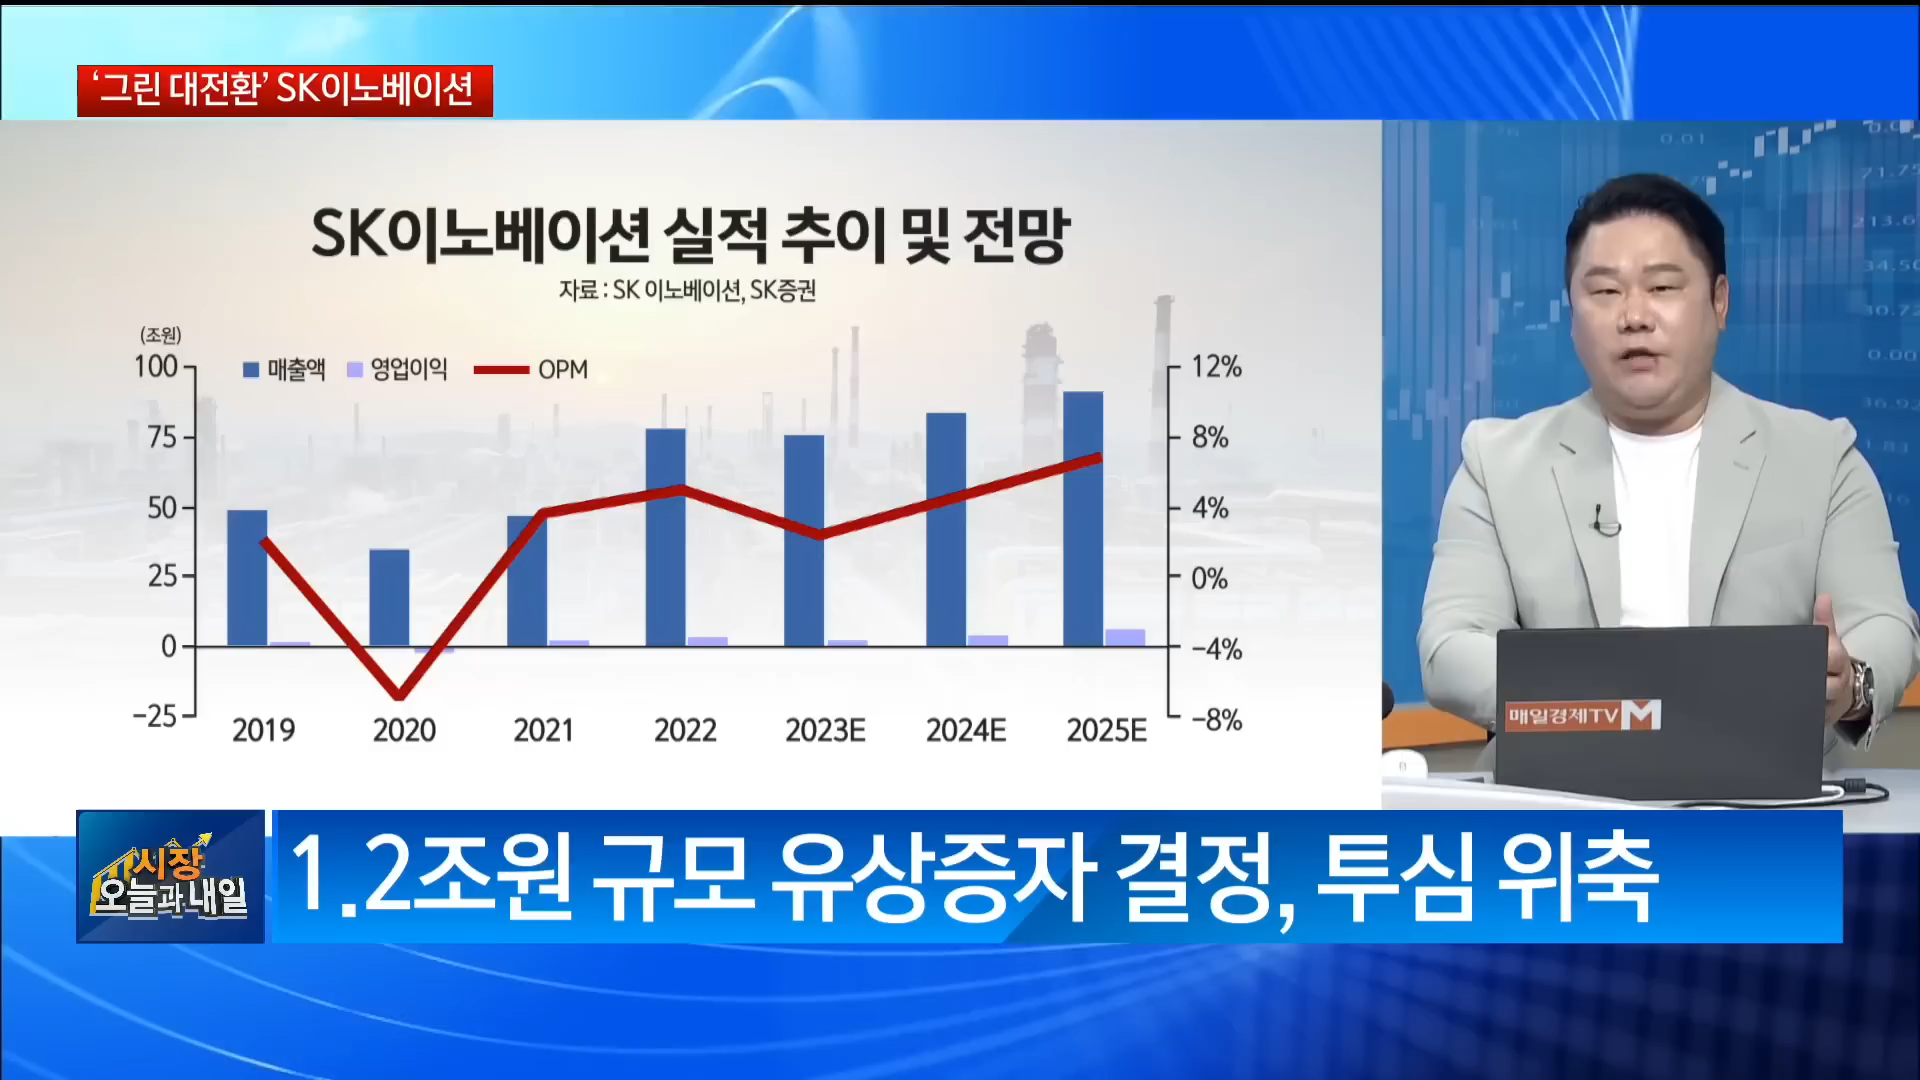 ‘그린 대전환’ SK이노베이션
SK이노베이션 실적 추이 및 전망
자료 : SK 이노베이션, SK증권
(조원)
매출액 영업이익 OPM
100
75
50
25
0
-25
12%
8%
4%
0%
-4%
-8%
2019 2020 2021 2022 2023E 2024E 2025E
매일경제TV M
시장
오늘과 내일
1.2조원 규모 유상증자 결정, 투심 위축